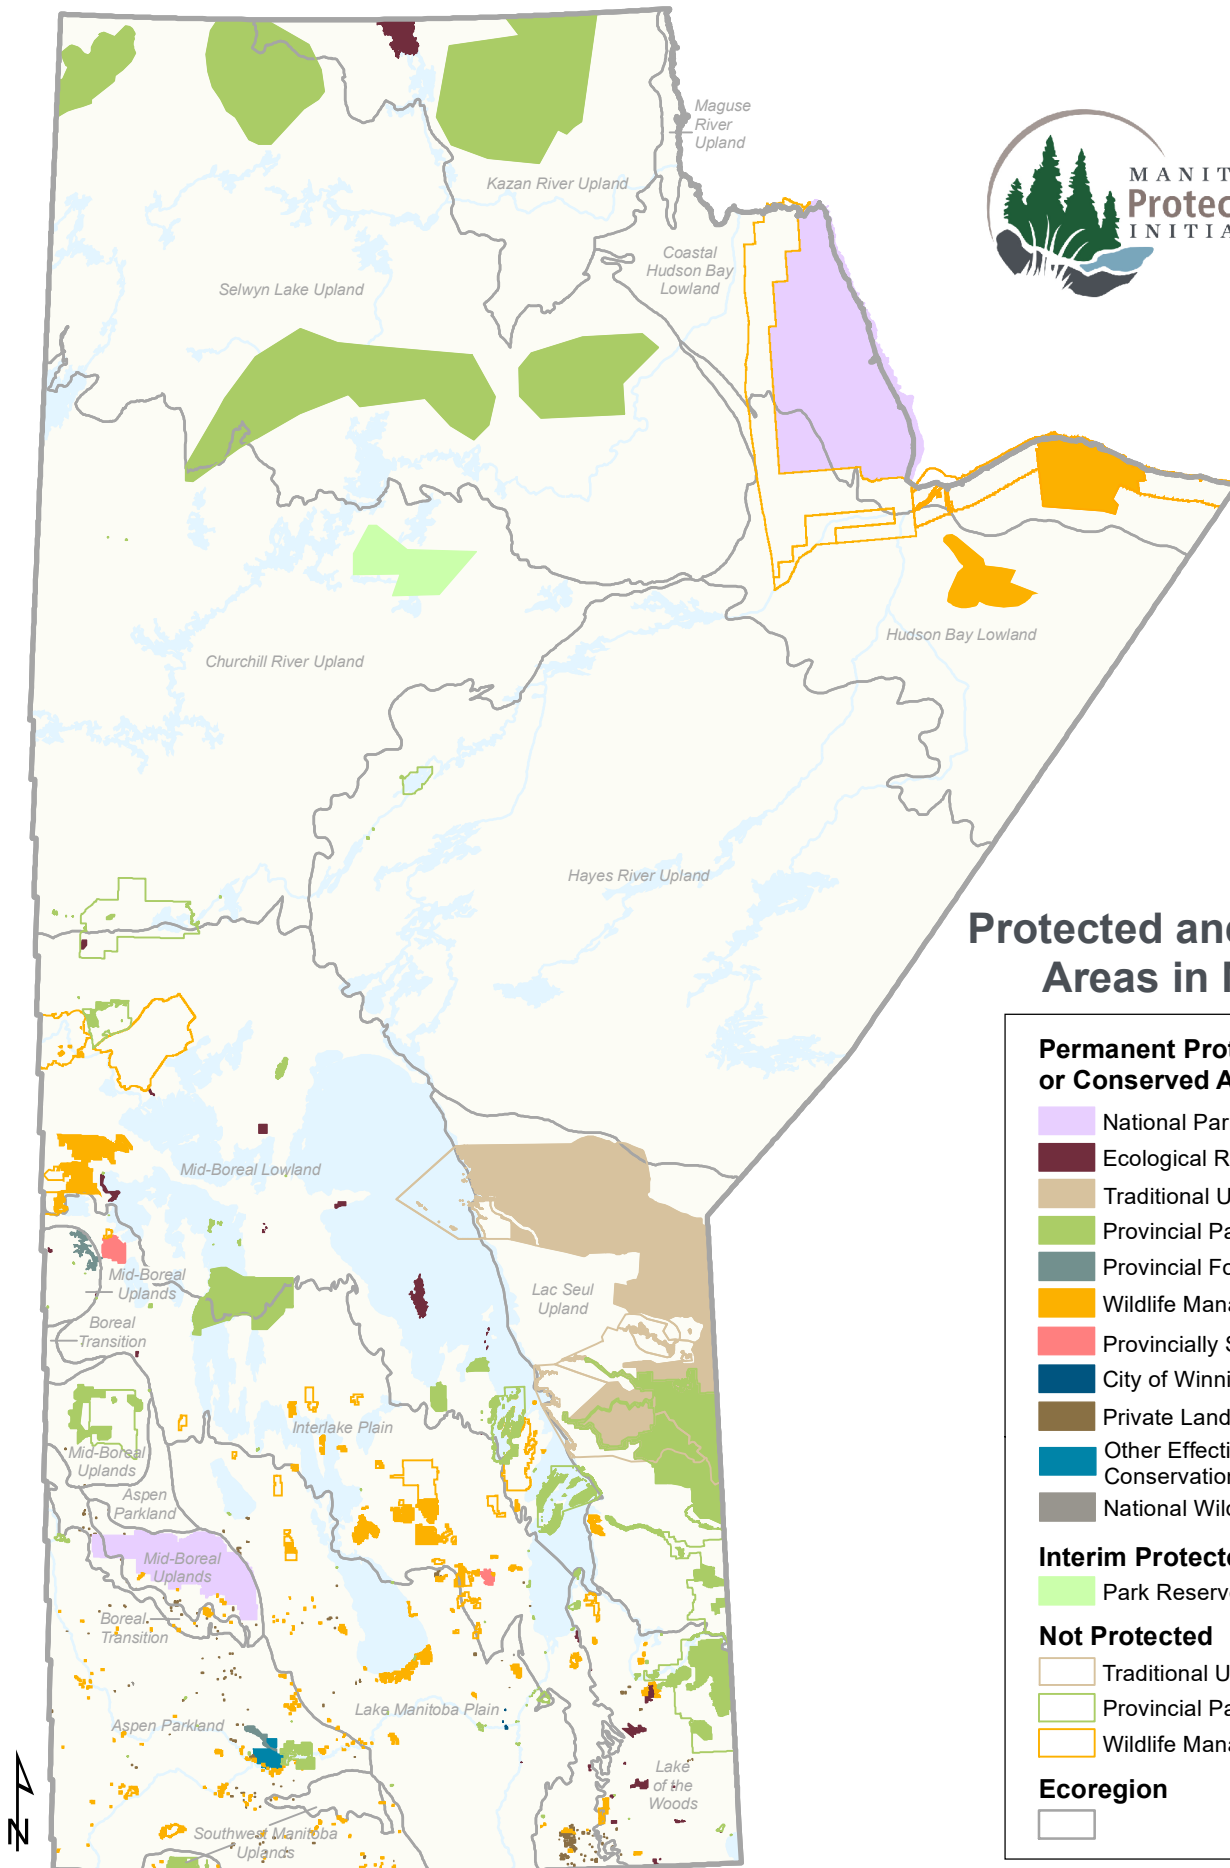 Maguse
River
Upland
Kazan River Upland
MANIT
Protec
INITIA
Coastal
Hudson Bay
Lowland
Selwyn Lake Upland
Hudson Bay Lowland
Churchill River Upland
Hayes River Upland
Protected and
Areas in
Permanent Prot
or Conserved A
National Par
Ecological R
Traditional U
Provincial Pa
Provincial Fo
Wildlife Mana
Provincially S
City of Winni
Private Land
Other Effecti
Conservation
National Wild
Interim Protecte
Park Reserve
Not Protected
Traditional U
Provincial Pa
Wildlife Mana
Ecoregion
Mid-Boreal Lowland
Mid-Boreal
Uplands
Boreal
Transition
Lac Seul
Upland
Interlake Plain
Mid-Boreal
Uplands
Aspen
Parkland
Mid-Boreal
Uplands
Boreal
Transition
Aspen Parkland
Lake Manitoba Plain
Lake
of the
Woods
Southwest Manitoba
Uplands
N